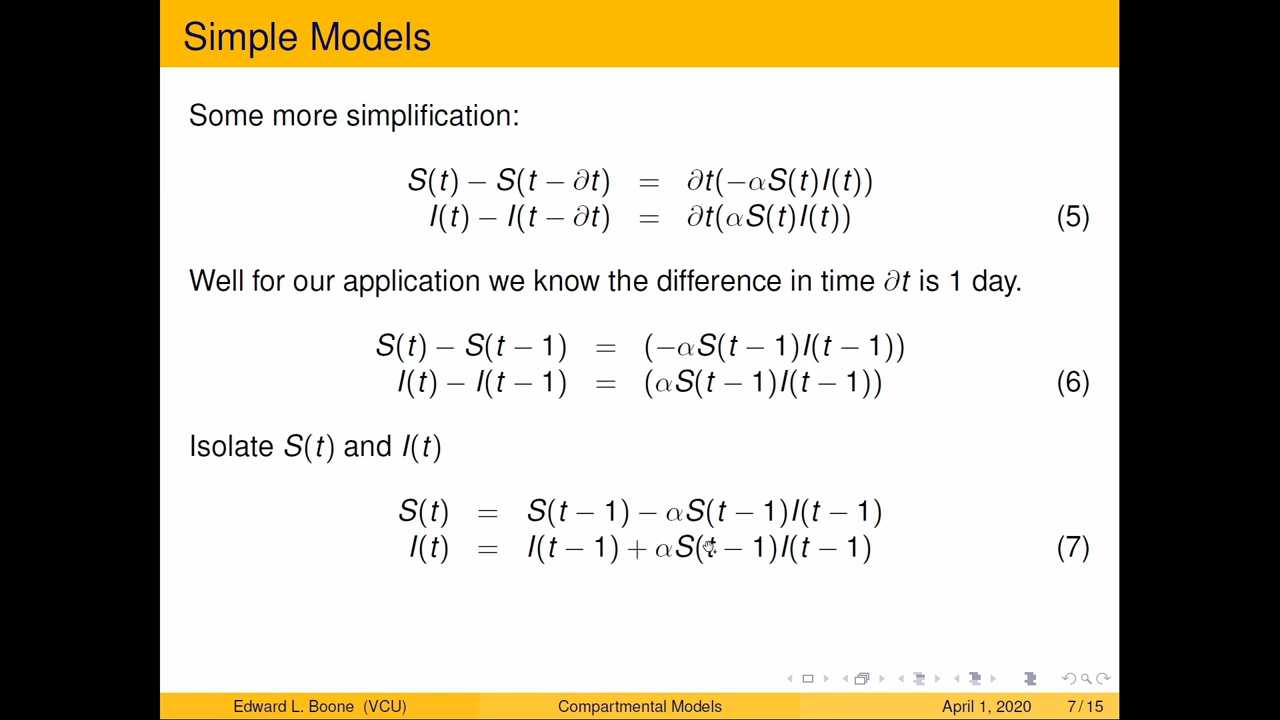 Simple Models
Some more simplification:
S(t) − S(t − ∂t) = ∂t(−αS(t)I(t))
I(t) − I(t − ∂t) = ∂t(αS(t)I(t)) (5)
Well for our application we know the difference in time ∂t is 1 day.
S(t) − S(t − 1) = (−αS(t − 1)I(t − 1))
I(t) − I(t − 1) = (αS(t − 1)I(t − 1)) (6)
Isolate S(t) and I(t)
S(t) = S(t − 1) − αS(t − 1)I(t − 1)
I(t) = I(t − 1) + αS(t − 1)I(t − 1) (7)
Edward L. Boone (VCU) Compartmental Models April 1, 2020 7 / 15